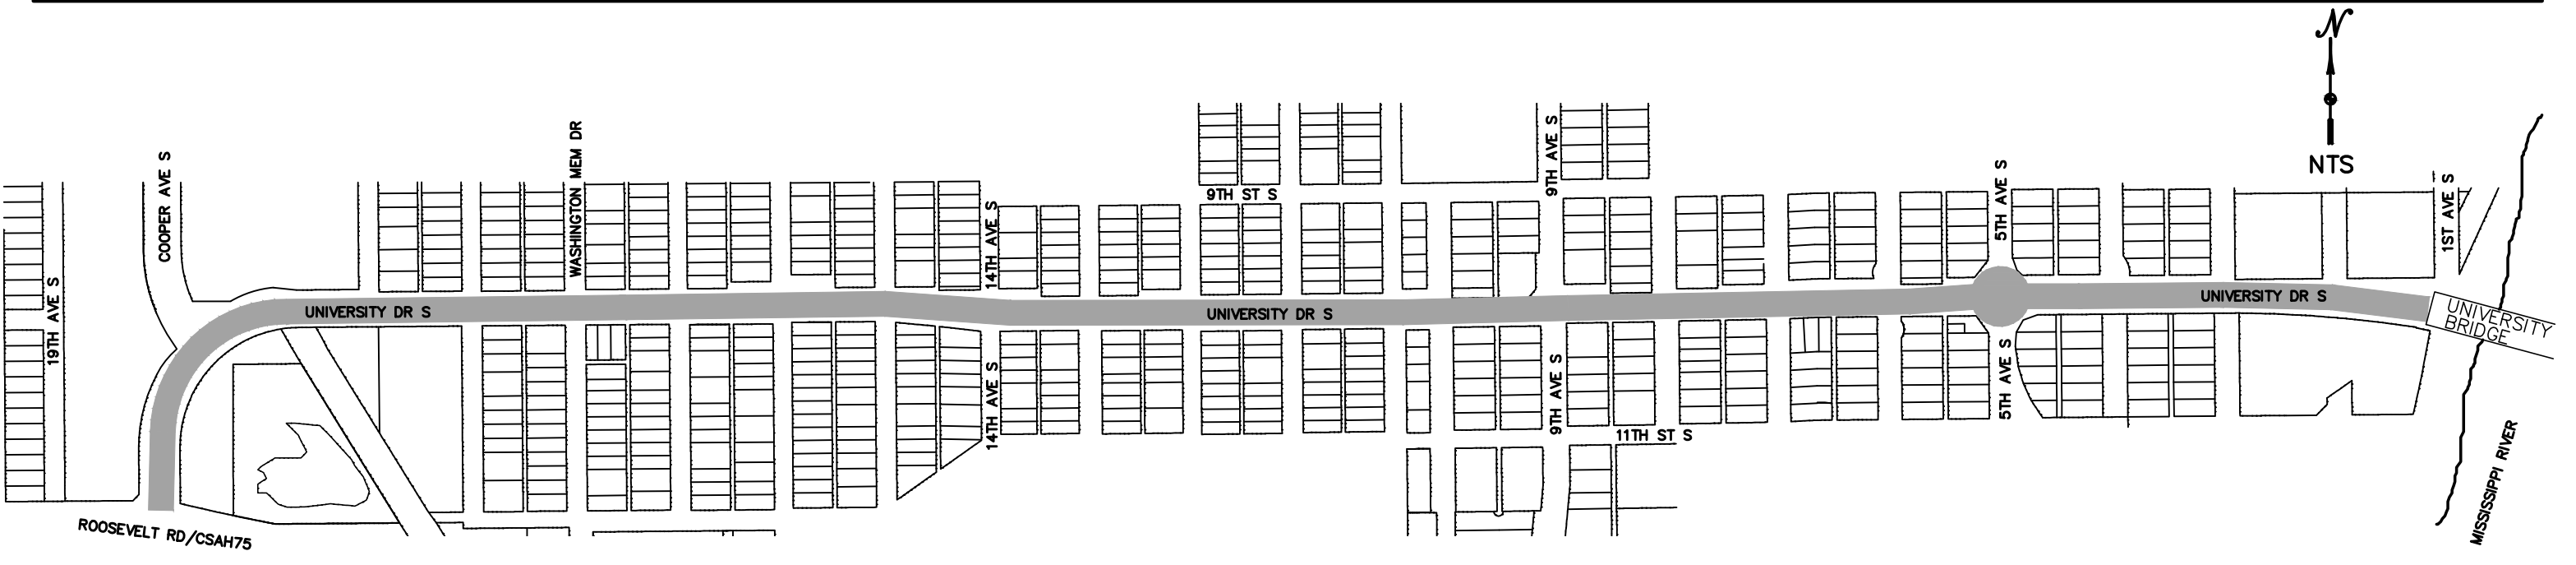 N
NTS
COOPER AVE S
WASHINGTON MEM DR
9TH AVE S
5TH AVE S
1ST AVE S
9TH ST S
14TH AVE S
19TH AVE S
UNIVERSITY DR S
UNIVERSITY DR S
UNIVERSITY DR S
UNIVERSITY
BRIDGE
14TH AVE S
9TH AVE S
5TH AVE S
11TH ST S
MISSISSIPPI RIVER
ROOSEVELT RD/CSAH75